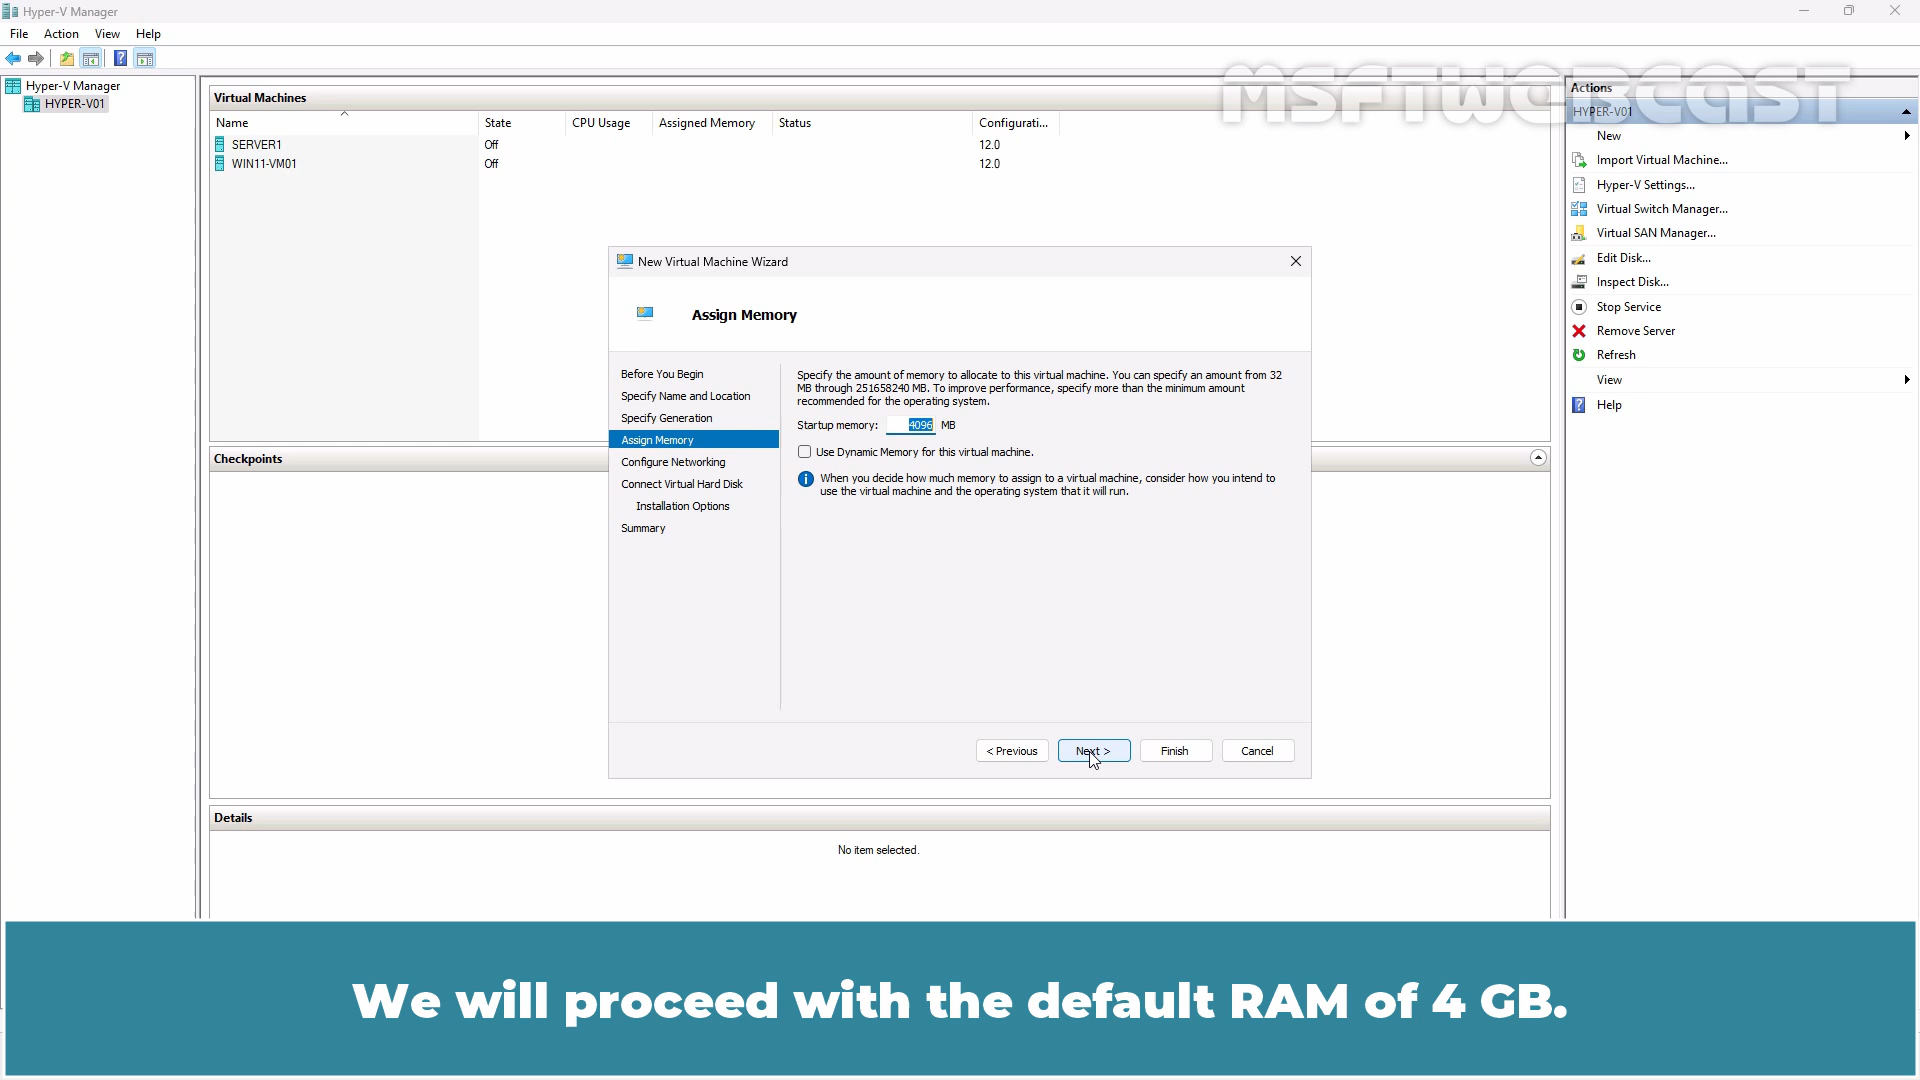 Hyper-V Manager
File Action View Help
Hyper-V Manager
HYPER-V01
Virtual Machines
Name State CPU Usage Assigned Memory Status Configurati...
SERVER1 Off 12.0
WIN11-VM01 Off 12.0
New Virtual Machine Wizard
Assign Memory
Before You Begin
Specify Name and Location
Specify Generation
Assign Memory
Configure Networking
Connect Virtual Hard Disk
Installation Options
Summary
Specify the amount of memory to allocate to this virtual machine. You can specify an amount from 32
MB through 251658240 MB. To improve performance, specify more than the minimum amount
recommended for the operating system.
Startup memory: 4096 MB
Use Dynamic Memory for this virtual machine.
When you decide how much memory to assign to a virtual machine, consider how you intend to
use the virtual machine and the operating system that it will run.
< Previous Next > Finish Cancel
Checkpoints
Details
No item selected.
MSFTWEBCAST
Actions
HYPER-V01
New
Import Virtual Machine...
Hyper-V Settings...
Virtual Switch Manager...
Virtual SAN Manager...
Edit Disk...
Inspect Disk...
Stop Service
Remove Server
Refresh
View
Help
We will proceed with the default RAM of 4 GB.